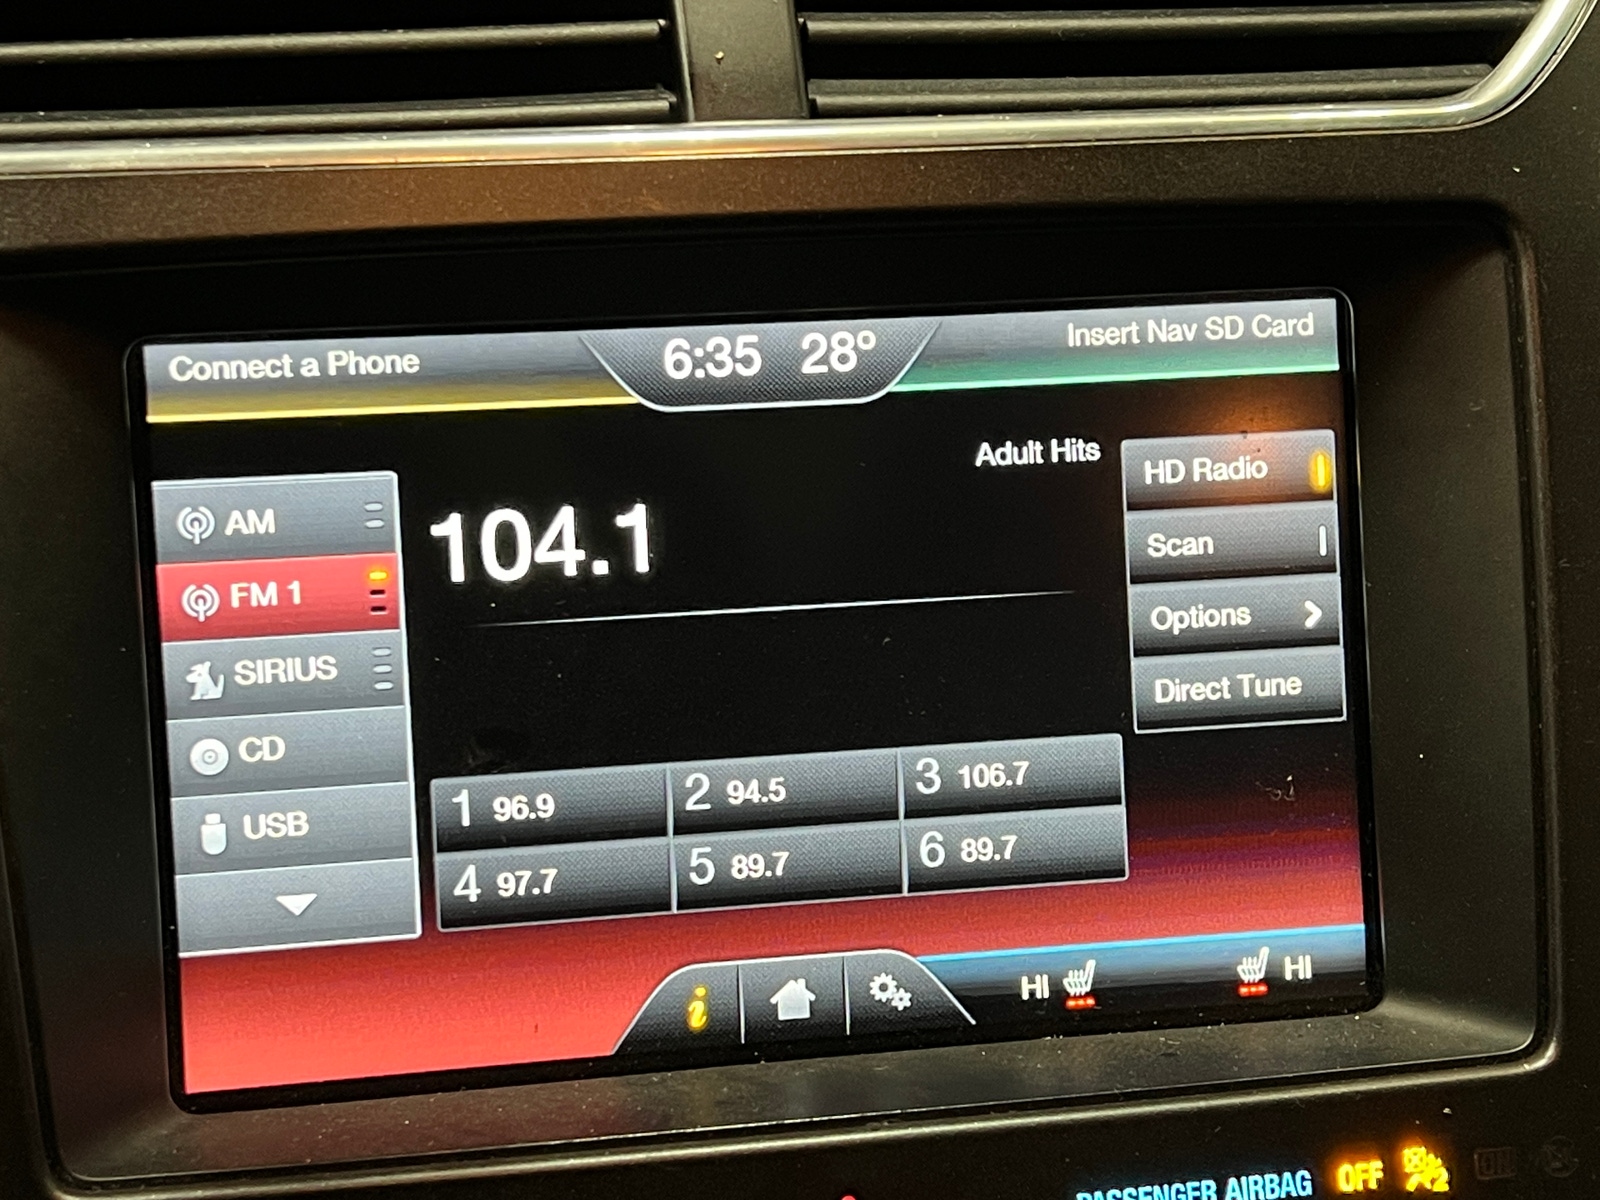 Connect a Phone
6:35 28°
Insert Nav SD Card
Adult Hits
AM
FM 1
SIRIUS
CD
USB
104.1
HD Radio
Scan
Options
Direct Tune
1 96.9
2 94.5
3 106.7
4 97.7
5 89.7
6 89.7
i
HI
HI
PASSENGER AIRBAG OFF